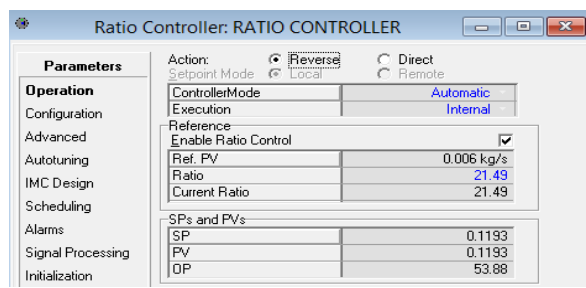 Ratio Controller: RATIO CONTROLLER
Parameters
Operation
Configuration
Advanced
Autotuning
IMC Design
Scheduling
Alarms
Signal Processing
Initialization
Action: Reverse Direct
Setpoint Mode Local Remote
ControllerMode Automatic
Execution Internal
Reference
Enable Ratio Control
Ref. PV 0.006 kg/s
Ratio 21.49
Current Ratio 21.49
SPs and PVs
SP 0.1193
PV 0.1193
OP 53.88